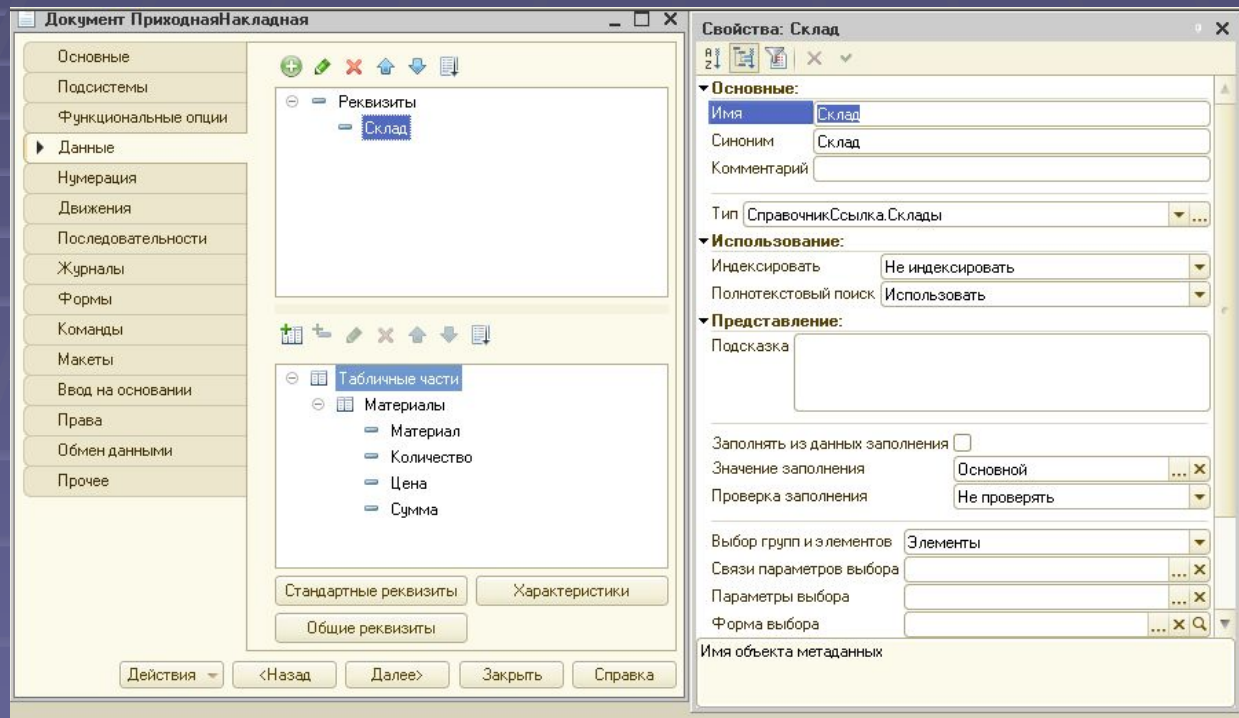 Документ ПриходнаяНакладная
Основные
Подсистемы
Функциональные опции
Данные
Нумерация
Движения
Последовательности
Журналы
Формы
Команды
Макеты
Ввод на основании
Права
Обмен данными
Прочее
Реквизиты
Склад
Табличные части
Материалы
Материал
Количество
Цена
Сумма
Стандартные реквизиты
Характеристики
Общие реквизиты
Действия
<Назад
Далее>
Закрыть
Справка
Свойства: Склад
Основные:
Имя Склад
Синоним Склад
Комментарий
Тип СправочникСсылка.Склады ...
Использование:
Индексировать Не индексировать
Полнотекстовый поиск Использовать
Представление:
Подсказка
Заполнять из данных заполнения
Значение заполнения Основной ...
Проверка заполнения Не проверять
Выбор групп и элементов Элементы
Связи параметров выбора ...
Параметры выбора ...
Форма выбора ...
Имя объекта метаданных